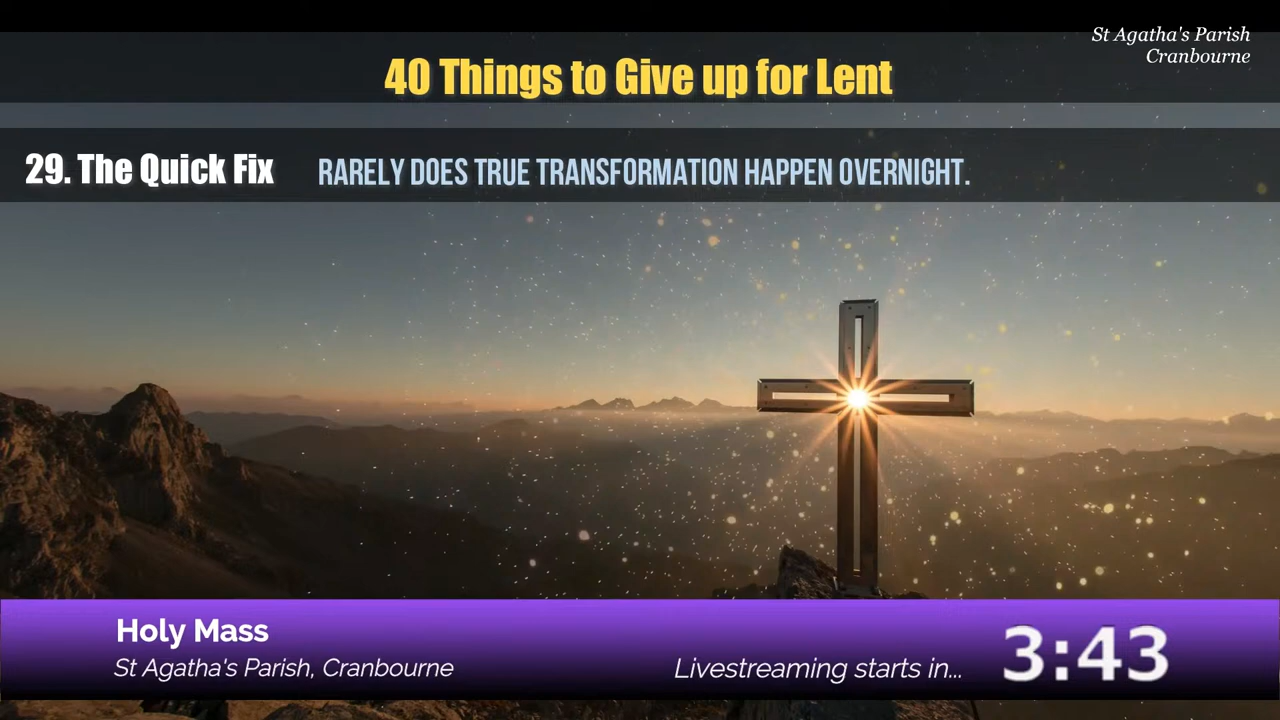 St Agatha's Parish
Cranbourne
40 Things to Give up for Lent
29. The Quick Fix RARELY DOES TRUE TRANSFORMATION HAPPEN OVERNIGHT.
Holy Mass
St Agatha's Parish, Cranbourne
Livestreaming starts in... 3:43